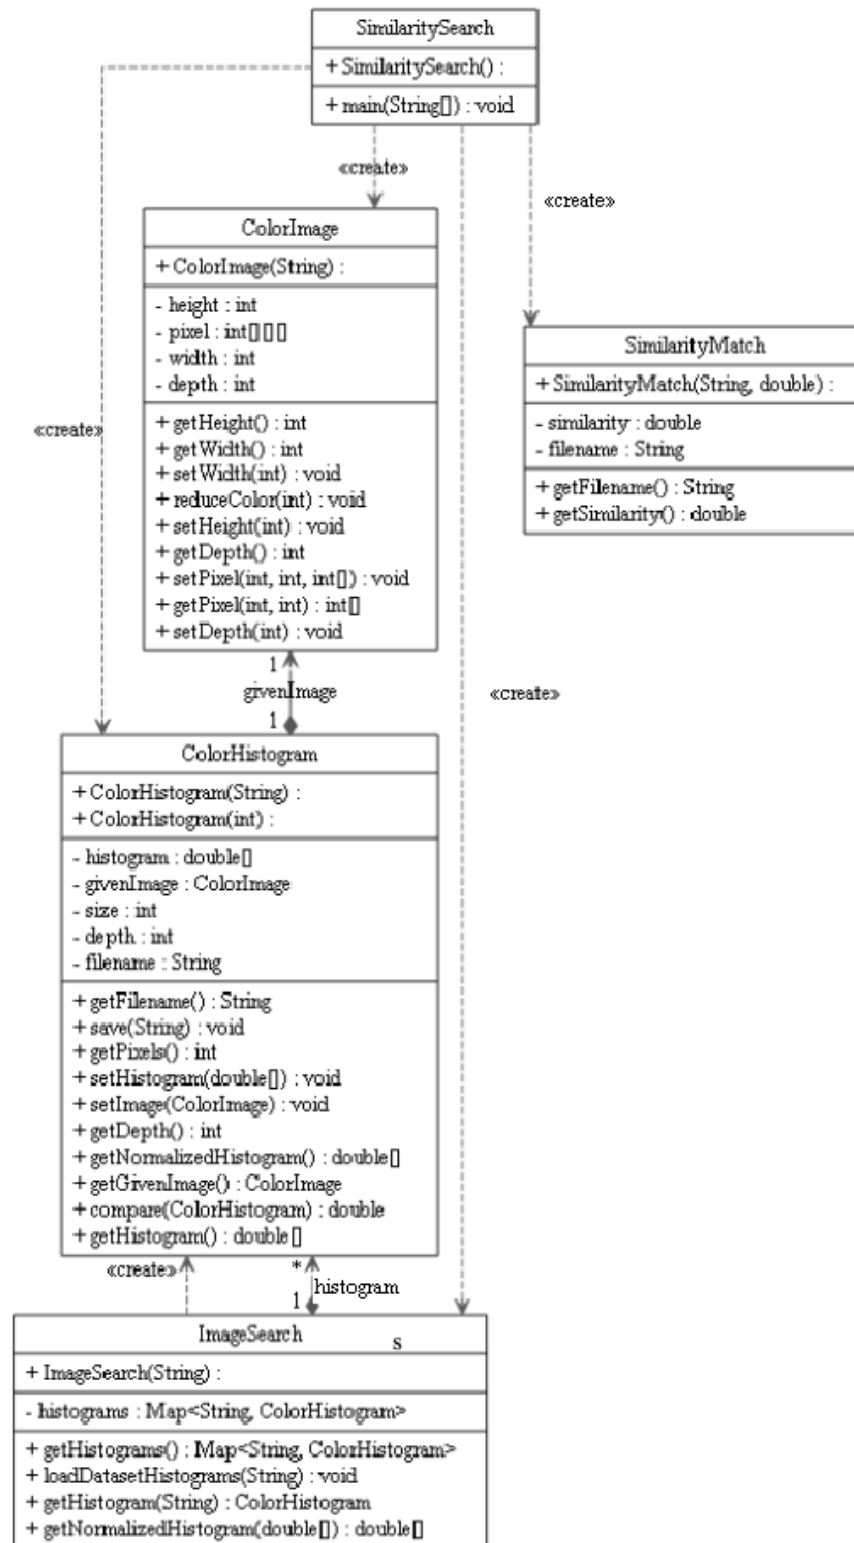 SimilaritySearch
+ SimilaritySearch() :
+ main(String[]) : void
«create»
«create»
ColorImage
+ ColorImage(String) :
- height : int
- pixel : int[][][]
- width : int
- depth : int
+ getHeight() : int
+ getWidth() : int
+ setWidth(int) : void
+ reduceColor(int) : void
+ setHeight(int) : void
+ getDepth() : int
+ setPixel(int, int, int[]) : void
+ getPixel(int, int) : int[]
+ setDepth(int) : void
SimilarityMatch
+ SimilarityMatch(String, double) :
- similarity : double
- filename : String
+ getFilename() : String
+ getSimilarity() : double
«create»
1
givenImage
1
«create»
ColorHistogram
+ ColorHistogram(String) :
+ ColorHistogram(int) :
- histogram : double[]
- givenImage : ColorImage
- size : int
- depth : int
- filename : String
+ getFilename() : String
+ save(String) : void
+ getPixels() : int
+ setHistogram(double[]) : void
+ setImage(ColorImage) : void
+ getDepth() : int
+ getNormalizedHistogram() : double[]
+ getGivenImage() : ColorImage
+ compare(ColorHistogram) : double
+ getHistogram() : double[]
«create»
*
histogram
1
s
ImageSearch
+ ImageSearch(String) :
- histograms : Map<String, ColorHistogram>
+ getHistograms() : Map<String, ColorHistogram>
+ loadDatasetHistograms(String) : void
+ getHistogram(String) : ColorHistogram
+ getNormalizedHistogram(double[]) : double[]